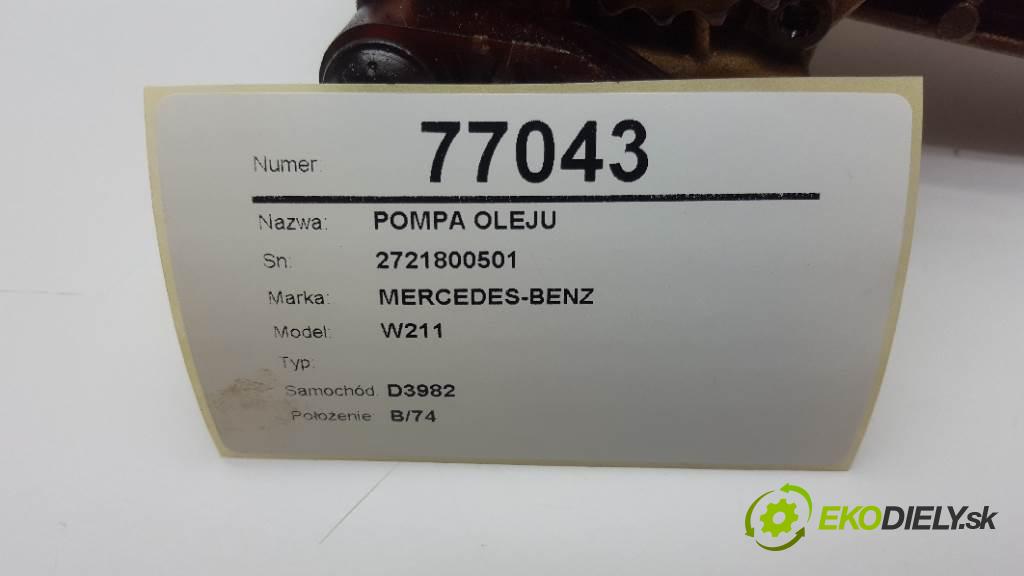 Numer: 77043
Nazwa: POMPA OLEJU
Sn: 2721800501
Marka: MERCEDES-BENZ
Model: W211
Typ:
Samochód: D3982
Położenie: B/74
EKODIELY.sk